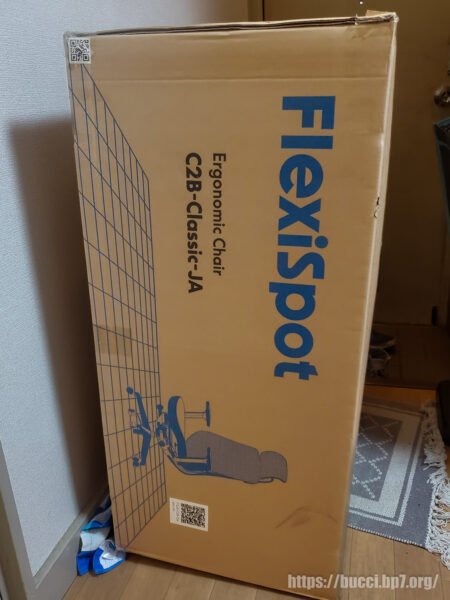 FlexiSpot
Ergonomic Chair
C2B-Classic-JA
https://bucci.bp7.org/